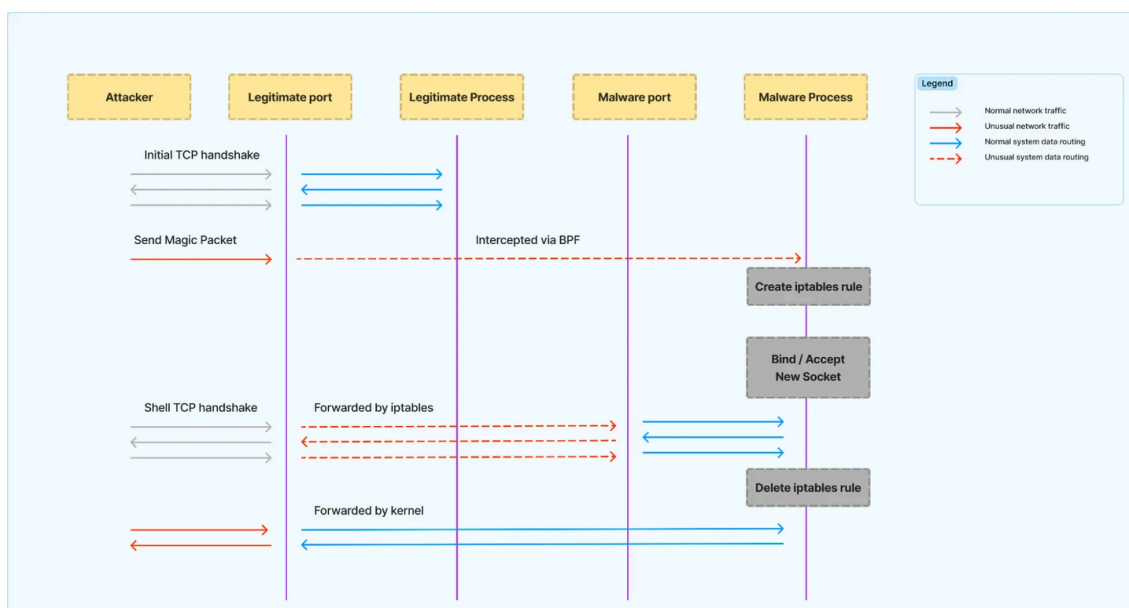 Attacker
Legitimate port
Legitimate Process
Malware port
Malware Process
Legend
Normal network traffic
Unusual network traffic
Normal system data routing
Unusual system data routing
Initial TCP handshake
Send Magic Packet
Intercepted via BPF
Create iptables rule
Bind / Accept
New Socket
Shell TCP handshake
Forwarded by iptables
Delete iptables rule
Forwarded by kernel